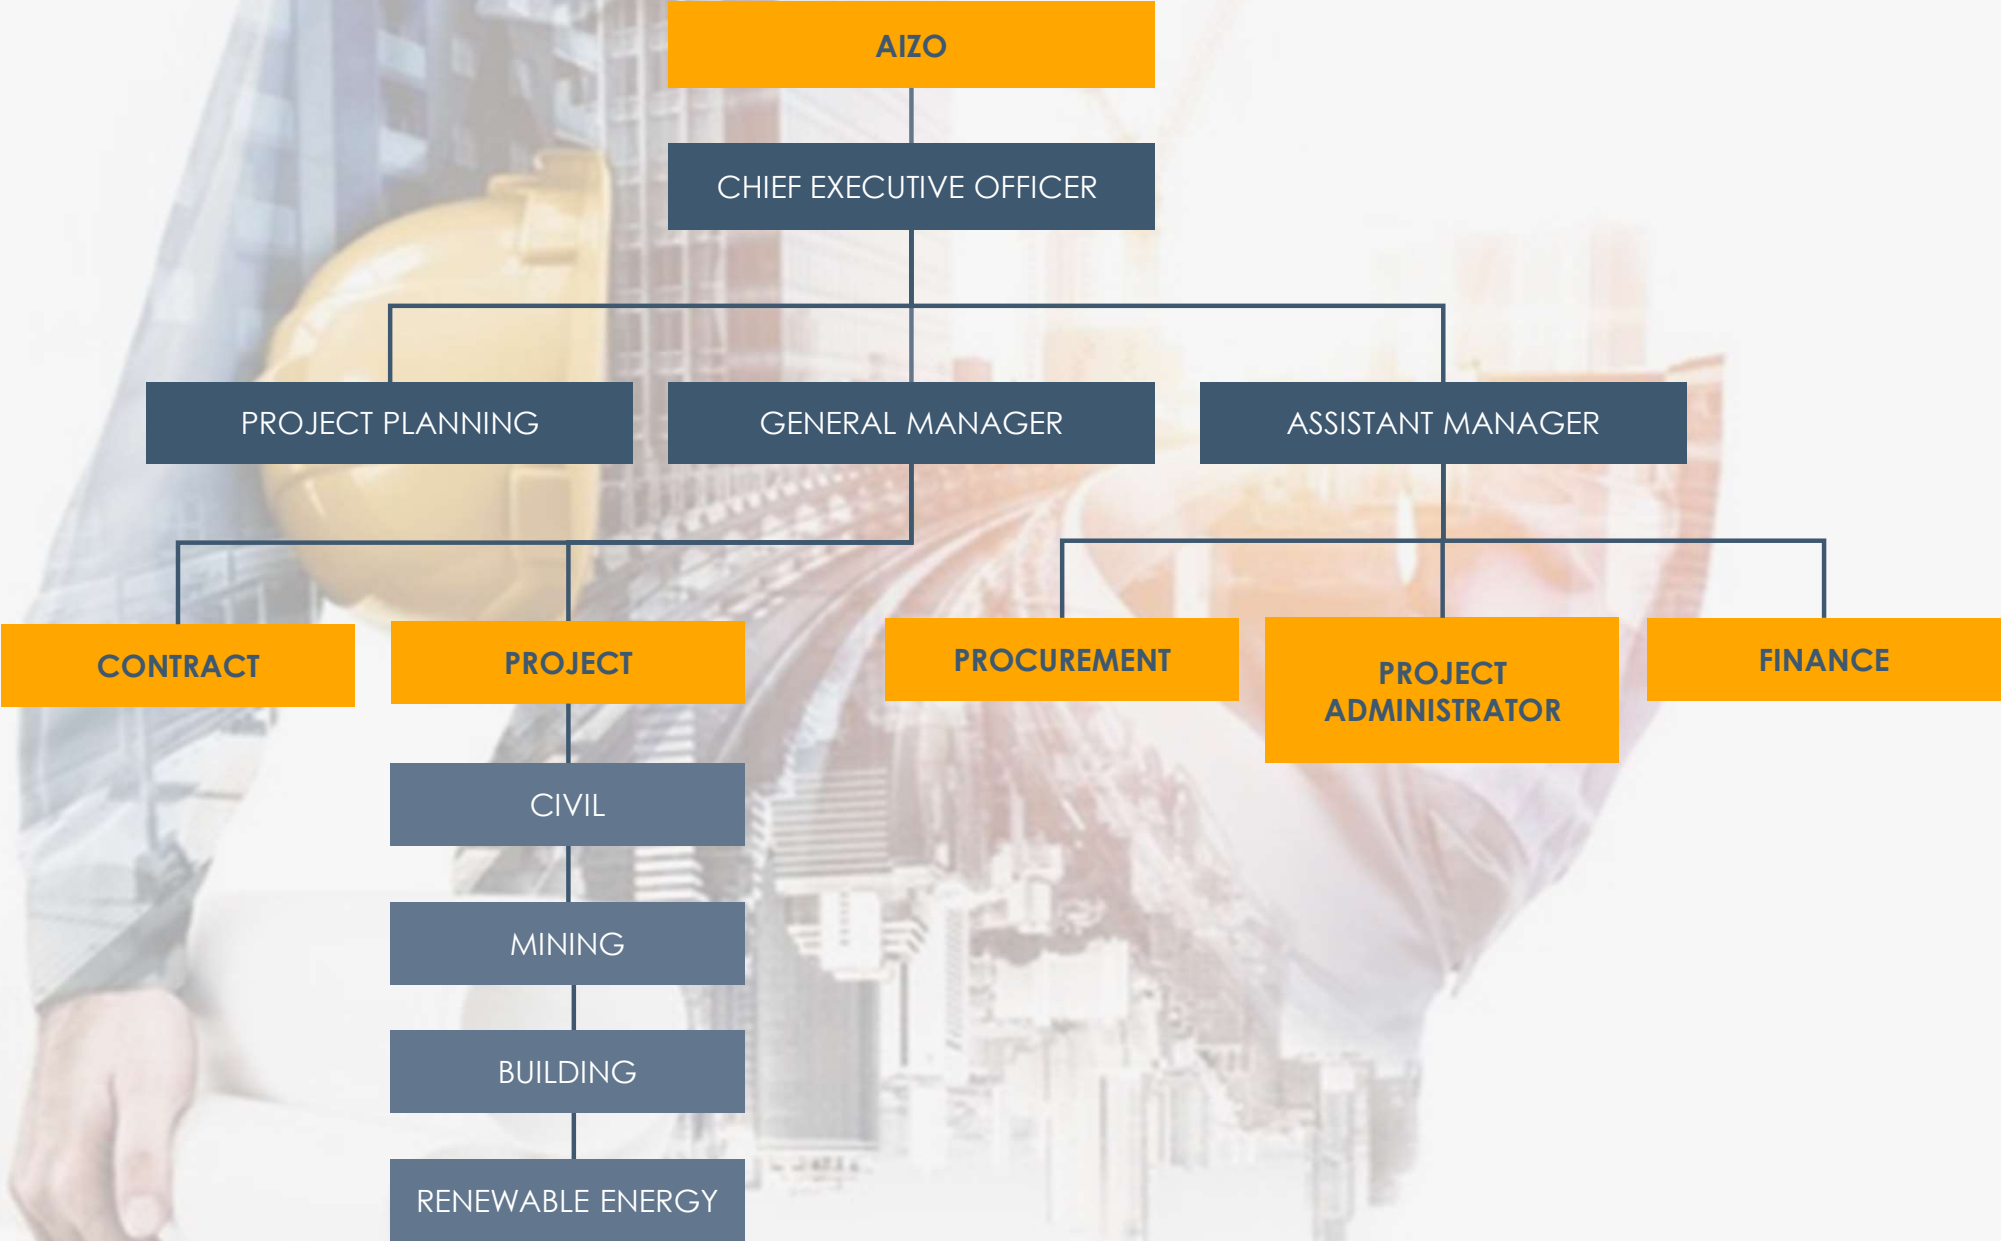 AIZO
CHIEF EXECUTIVE OFFICER
PROJECT PLANNING
GENERAL MANAGER
ASSISTANT MANAGER
CONTRACT
PROJECT
PROCUREMENT
PROJECT
ADMINISTRATOR
FINANCE
CIVIL
MINING
BUILDING
RENEWABLE ENERGY